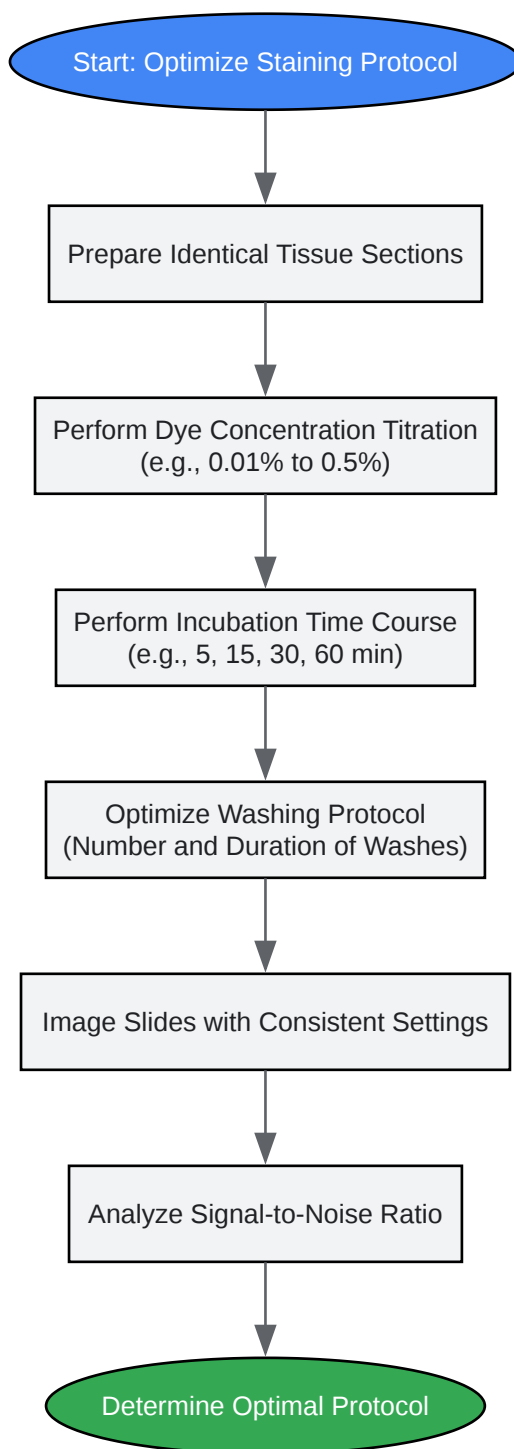 Start: Optimize Staining Protocol
Prepare Identical Tissue Sections
Perform Dye Concentration Titration
(e.g., 0.01% to 0.5%)
Perform Incubation Time Course
(e.g., 5, 15, 30, 60 min)
Optimize Washing Protocol
(Number and Duration of Washes)
Image Slides with Consistent Settings
Analyze Signal-to-Noise Ratio
Determine Optimal Protocol